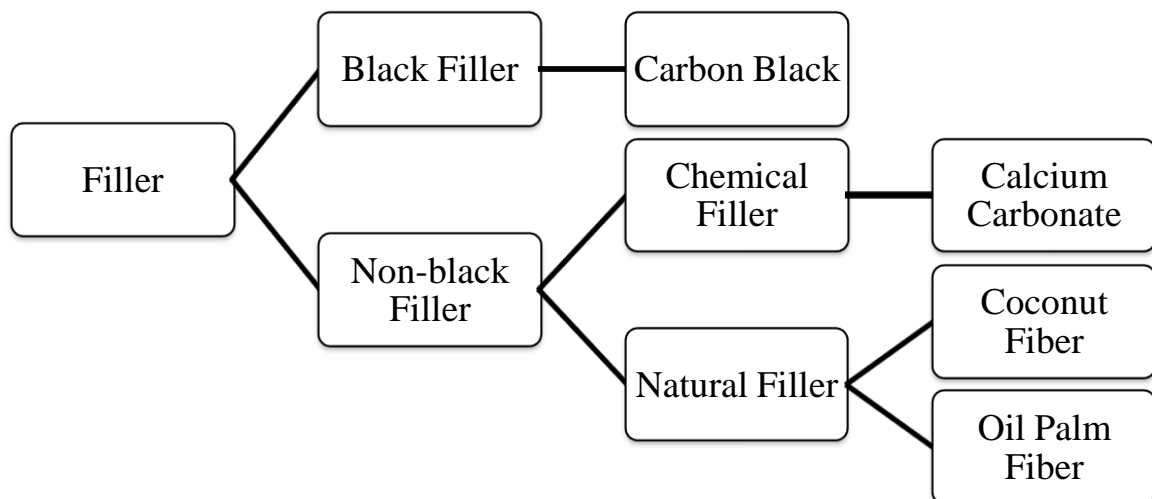 Filler
Black Filler
Carbon Black
Non-black
Filler
Chemical
Filler
Calcium
Carbonate
Natural Filler
Coconut
Fiber
Oil Palm
Fiber